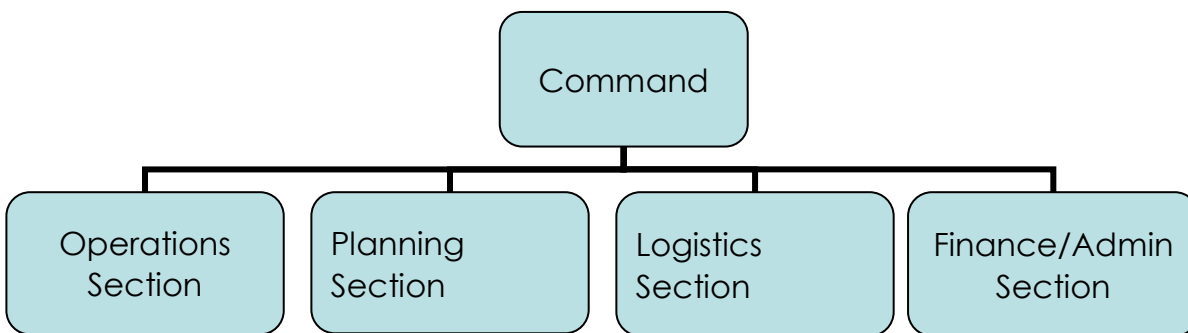 Command
Operations
Section
Planning
Section
Logistics
Section
Finance/Admin
Section